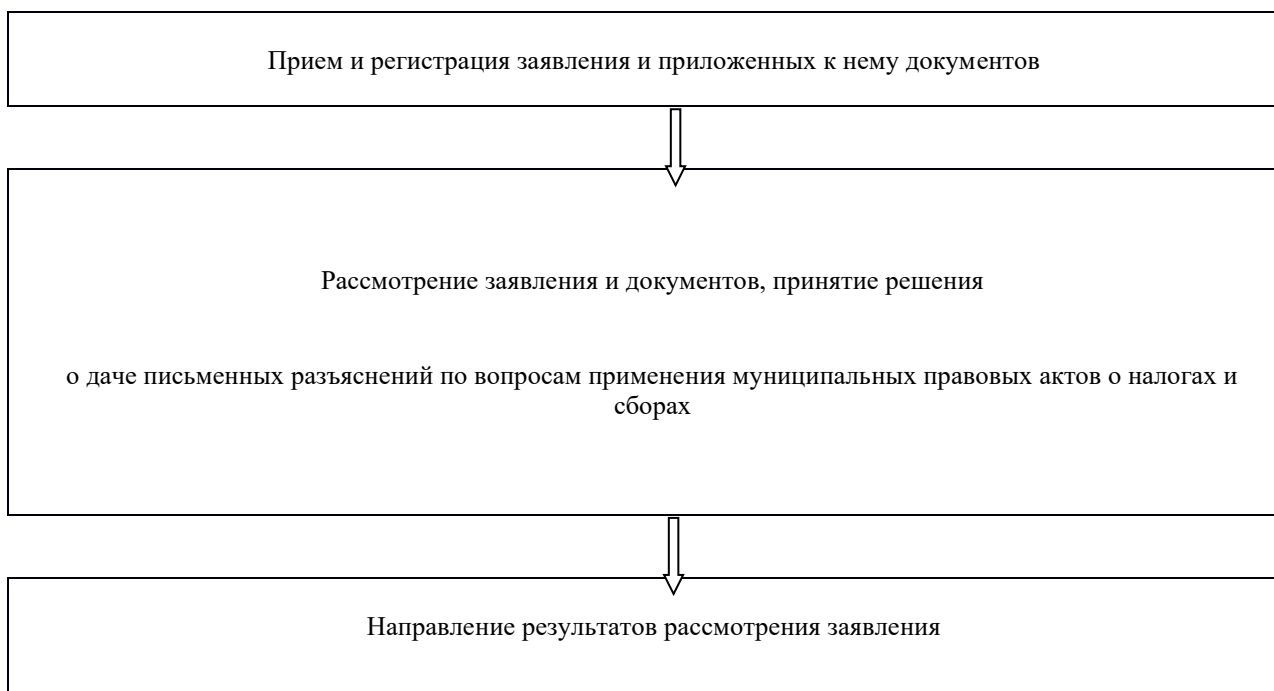 Прием и регистрация заявления и приложенных к нему документов
Рассмотрение заявления и документов, принятие решения
о даче письменных разъяснений по вопросам применения муниципальных правовых актов о налогах и
сборах
Направление результатов рассмотрения заявления